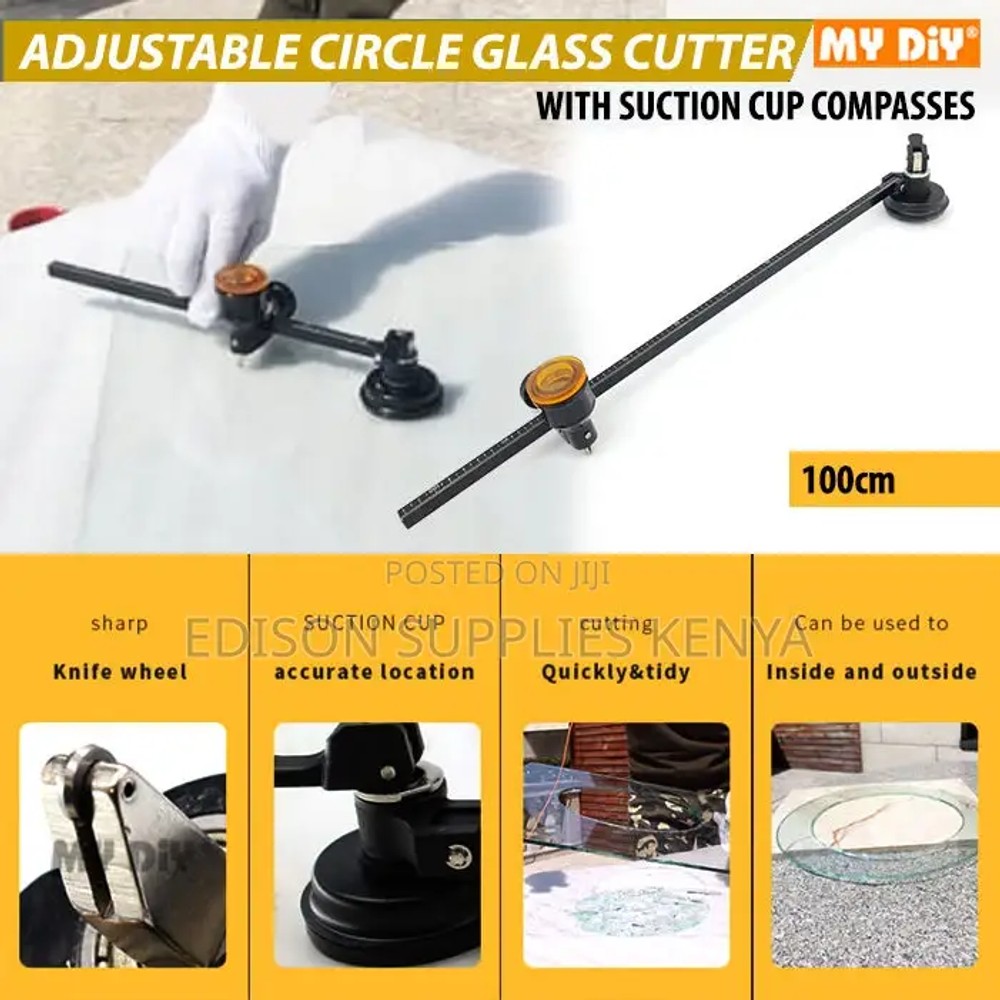 ADJUSTABLE CIRCLE GLASS CUTTER
MY DiY®
WITH SUCTION CUP COMPASSES
100cm
POSTED ON JIJI
EDISON SUPPLIES KENYA
sharp
Knife wheel
SUCTION CUP
accurate location
cutting
Quickly&tidy
Can be used to
Inside and outside
MY DiY